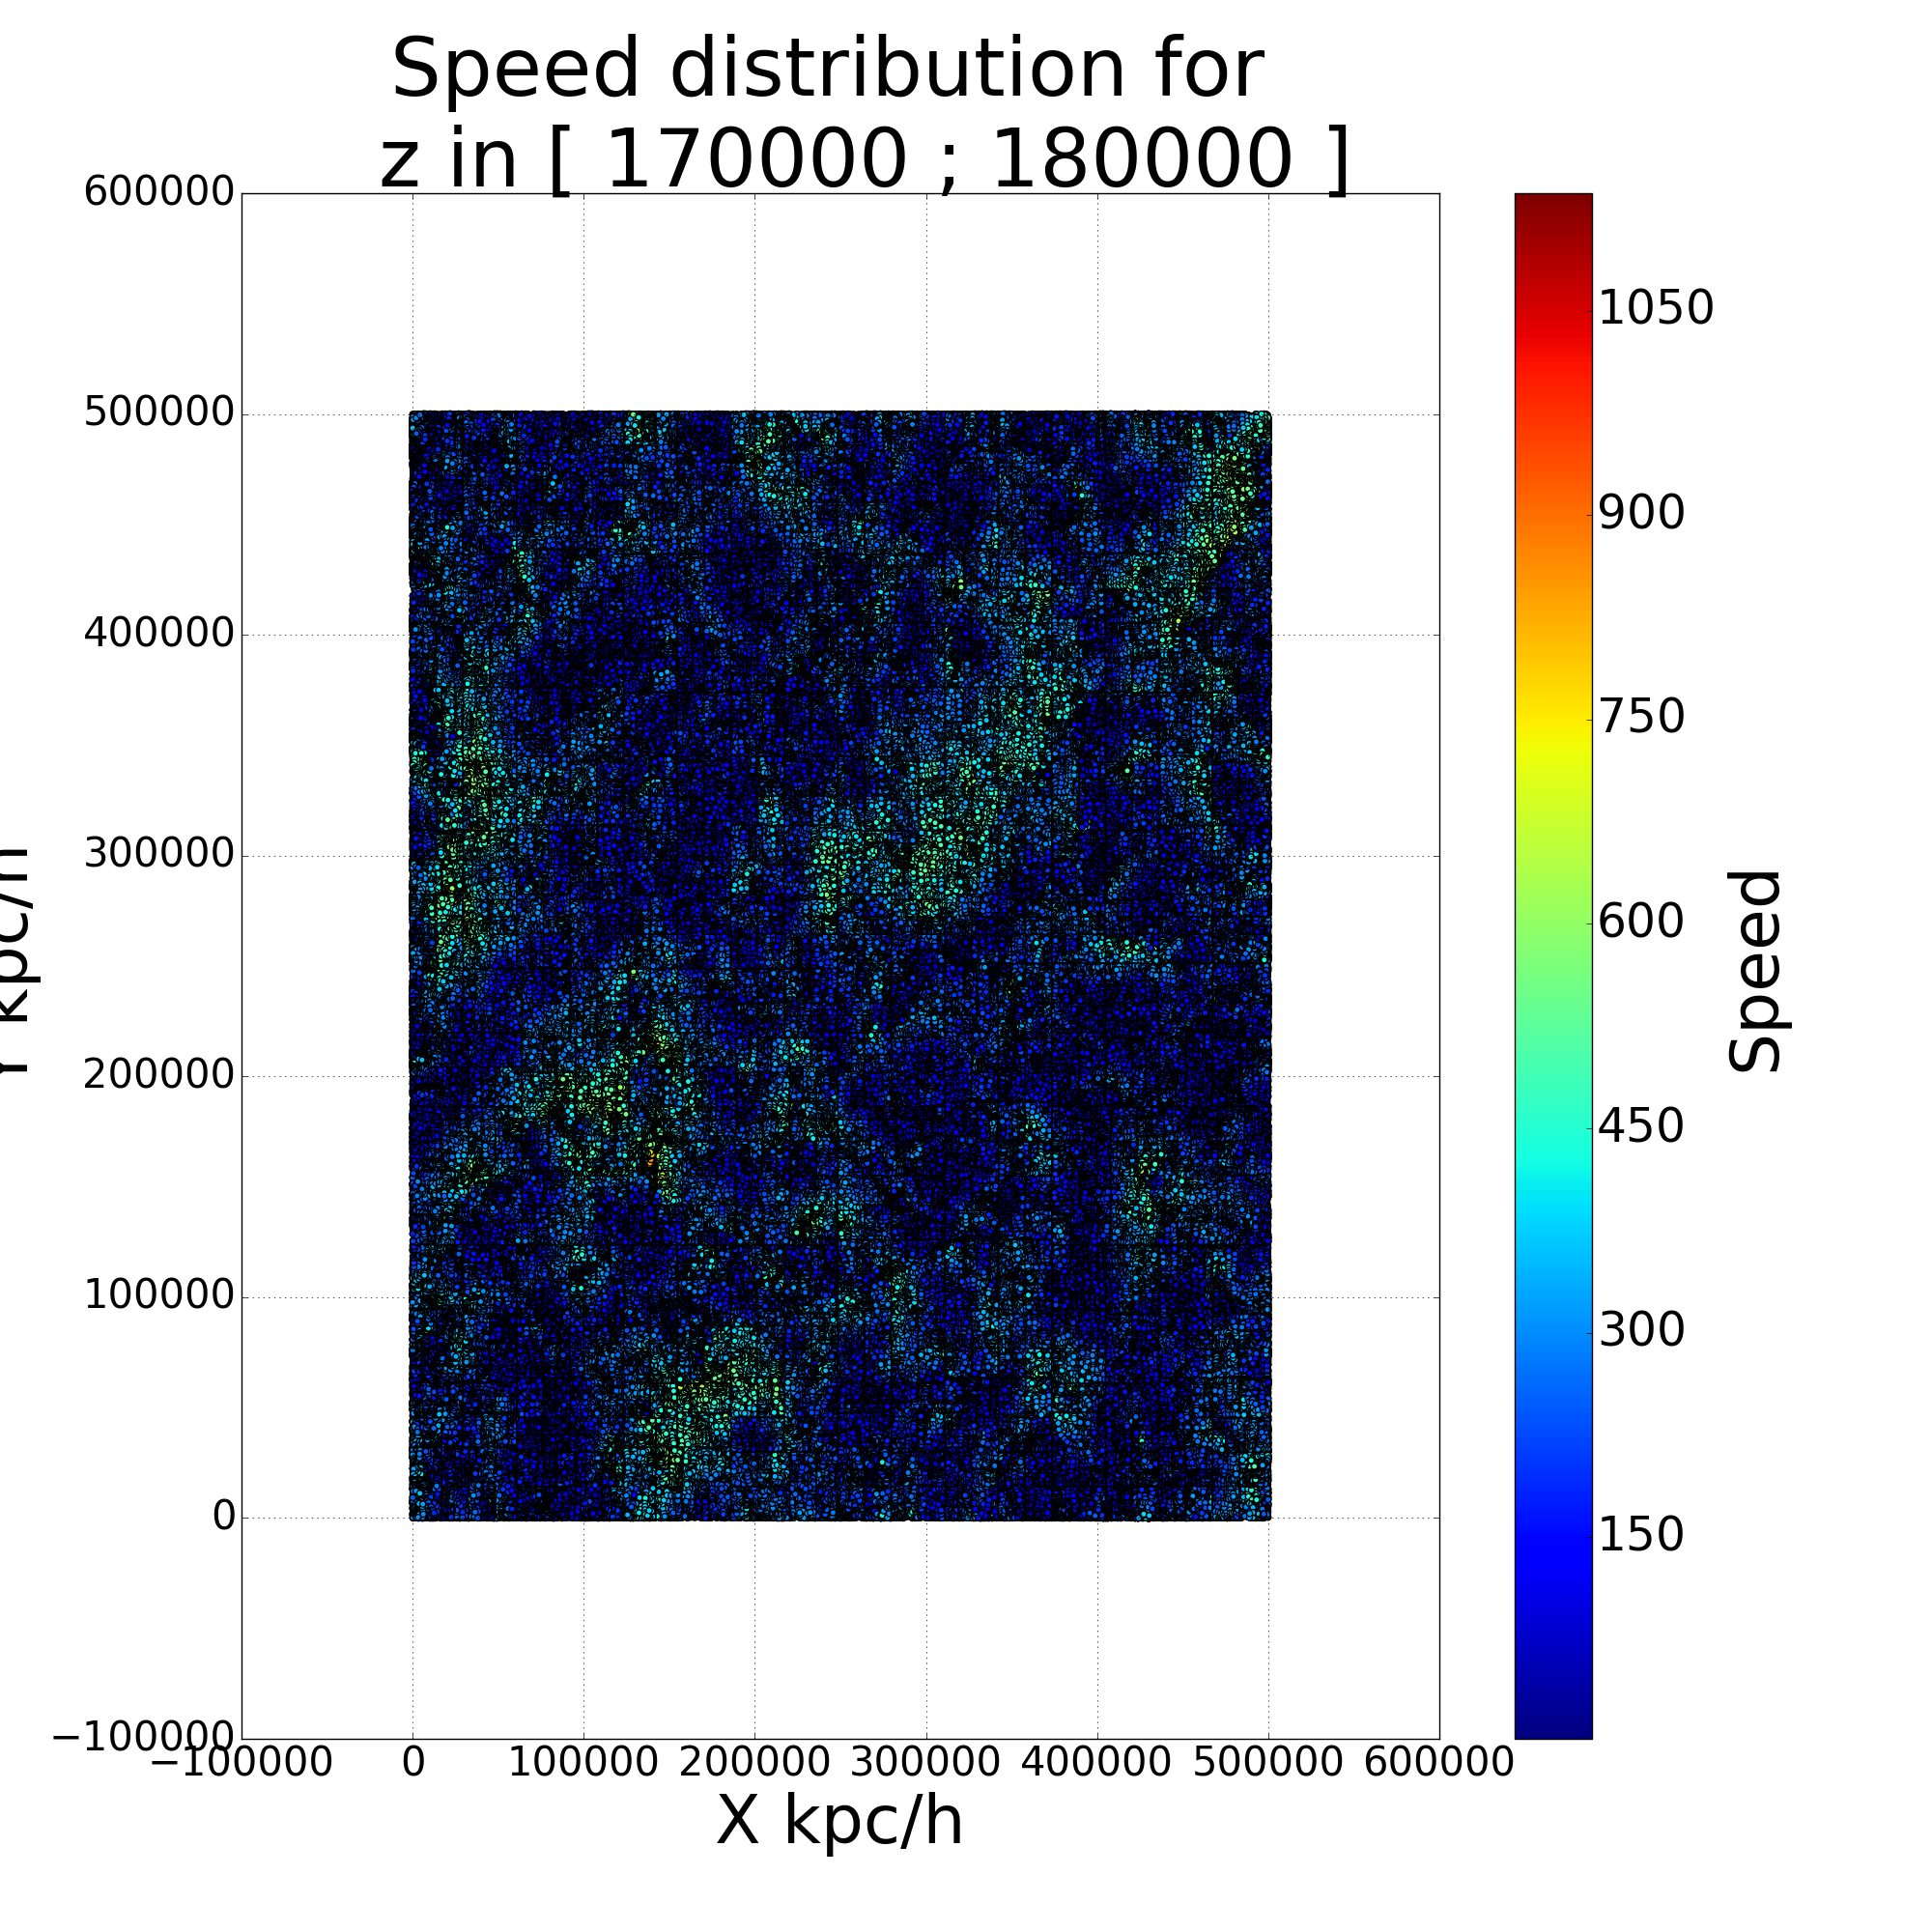 Speed distribution for
z in [ 170000 ; 180000 ]
600000
500000
400000
300000
200000
100000
0
−100000
Y kpc/h
−100000 0 100000 200000 300000 400000 500000 600000
X kpc/h
1050
900
750
600
450
300
150
Speed